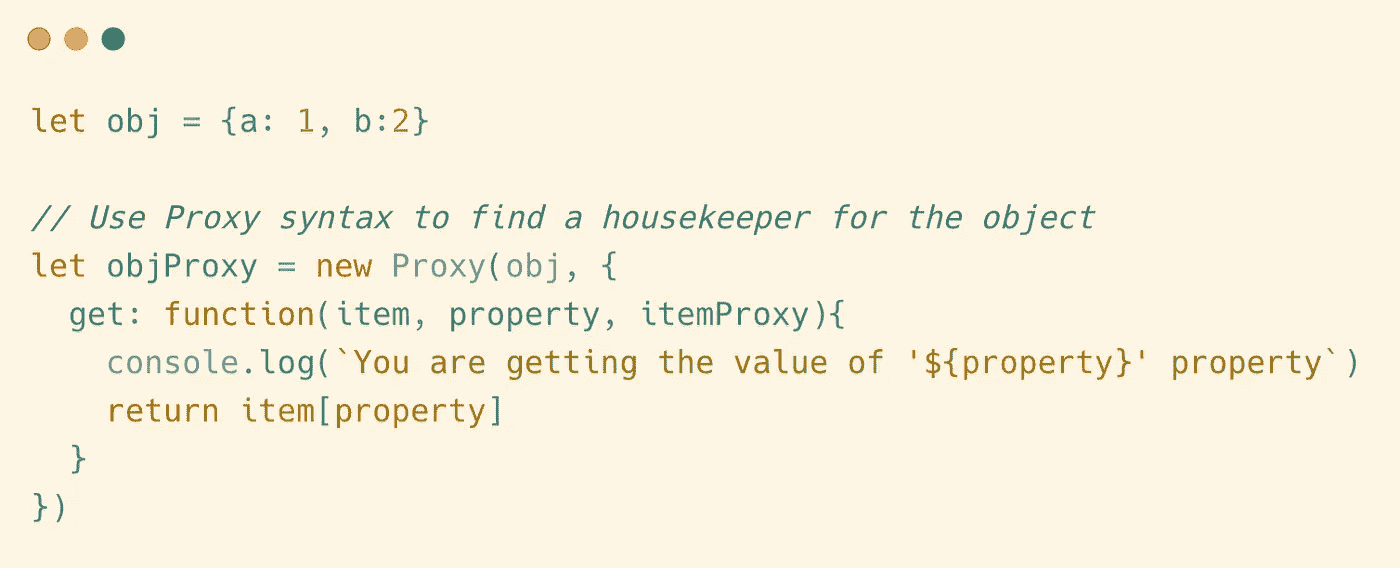 let obj = {a: 1, b:2}
// Use Proxy syntax to find a housekeeper for the object
let objProxy = new Proxy(obj, {
  get: function(item, property, itemProxy){
    console.log(`You are getting the value of '${property}' property`)
    return item[property]
  }
})